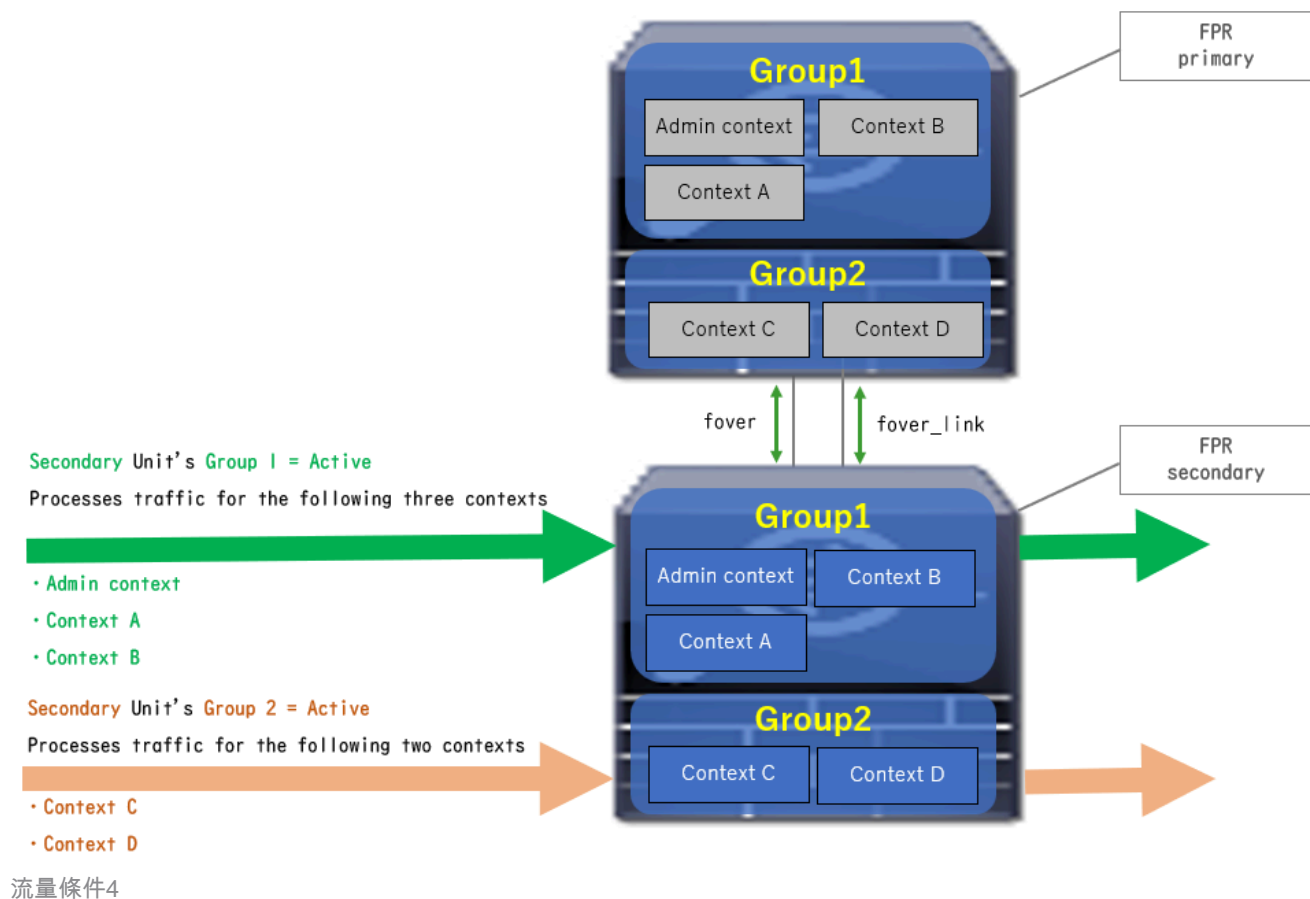 FPR
primary
Group1
Admin context
Context B
Context A
Group2
Context C
Context D
fover
fover_link
FPR
secondary
Secondary Unit's Group 1 = Active
Processes traffic for the following three contexts
・Admin context
・Context A
・Context B
Group1
Admin context
Context B
Context A
Secondary Unit's Group 2 = Active
Processes traffic for the following two contexts
・Context C
・Context D
Group2
Context C
Context D
流量條件4